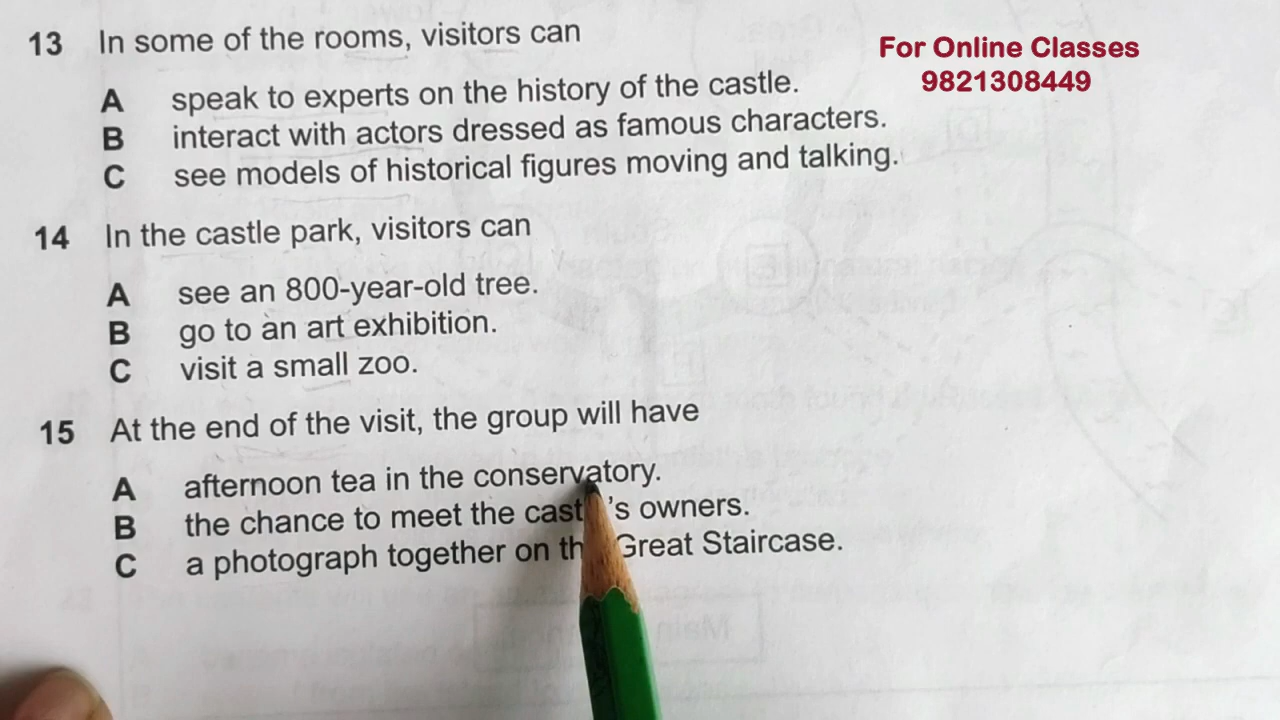 For Online Classes
9821308449
13 In some of the rooms, visitors can
A speak to experts on the history of the castle.
B interact with actors dressed as famous characters.
C see models of historical figures moving and talking.
14 In the castle park, visitors can
A see an 800-year-old tree.
B go to an art exhibition.
C visit a small zoo.
15 At the end of the visit, the group will have
A afternoon tea in the conservatory.
B the chance to meet the cast 's owners.
C a photograph together on th Great Staircase.